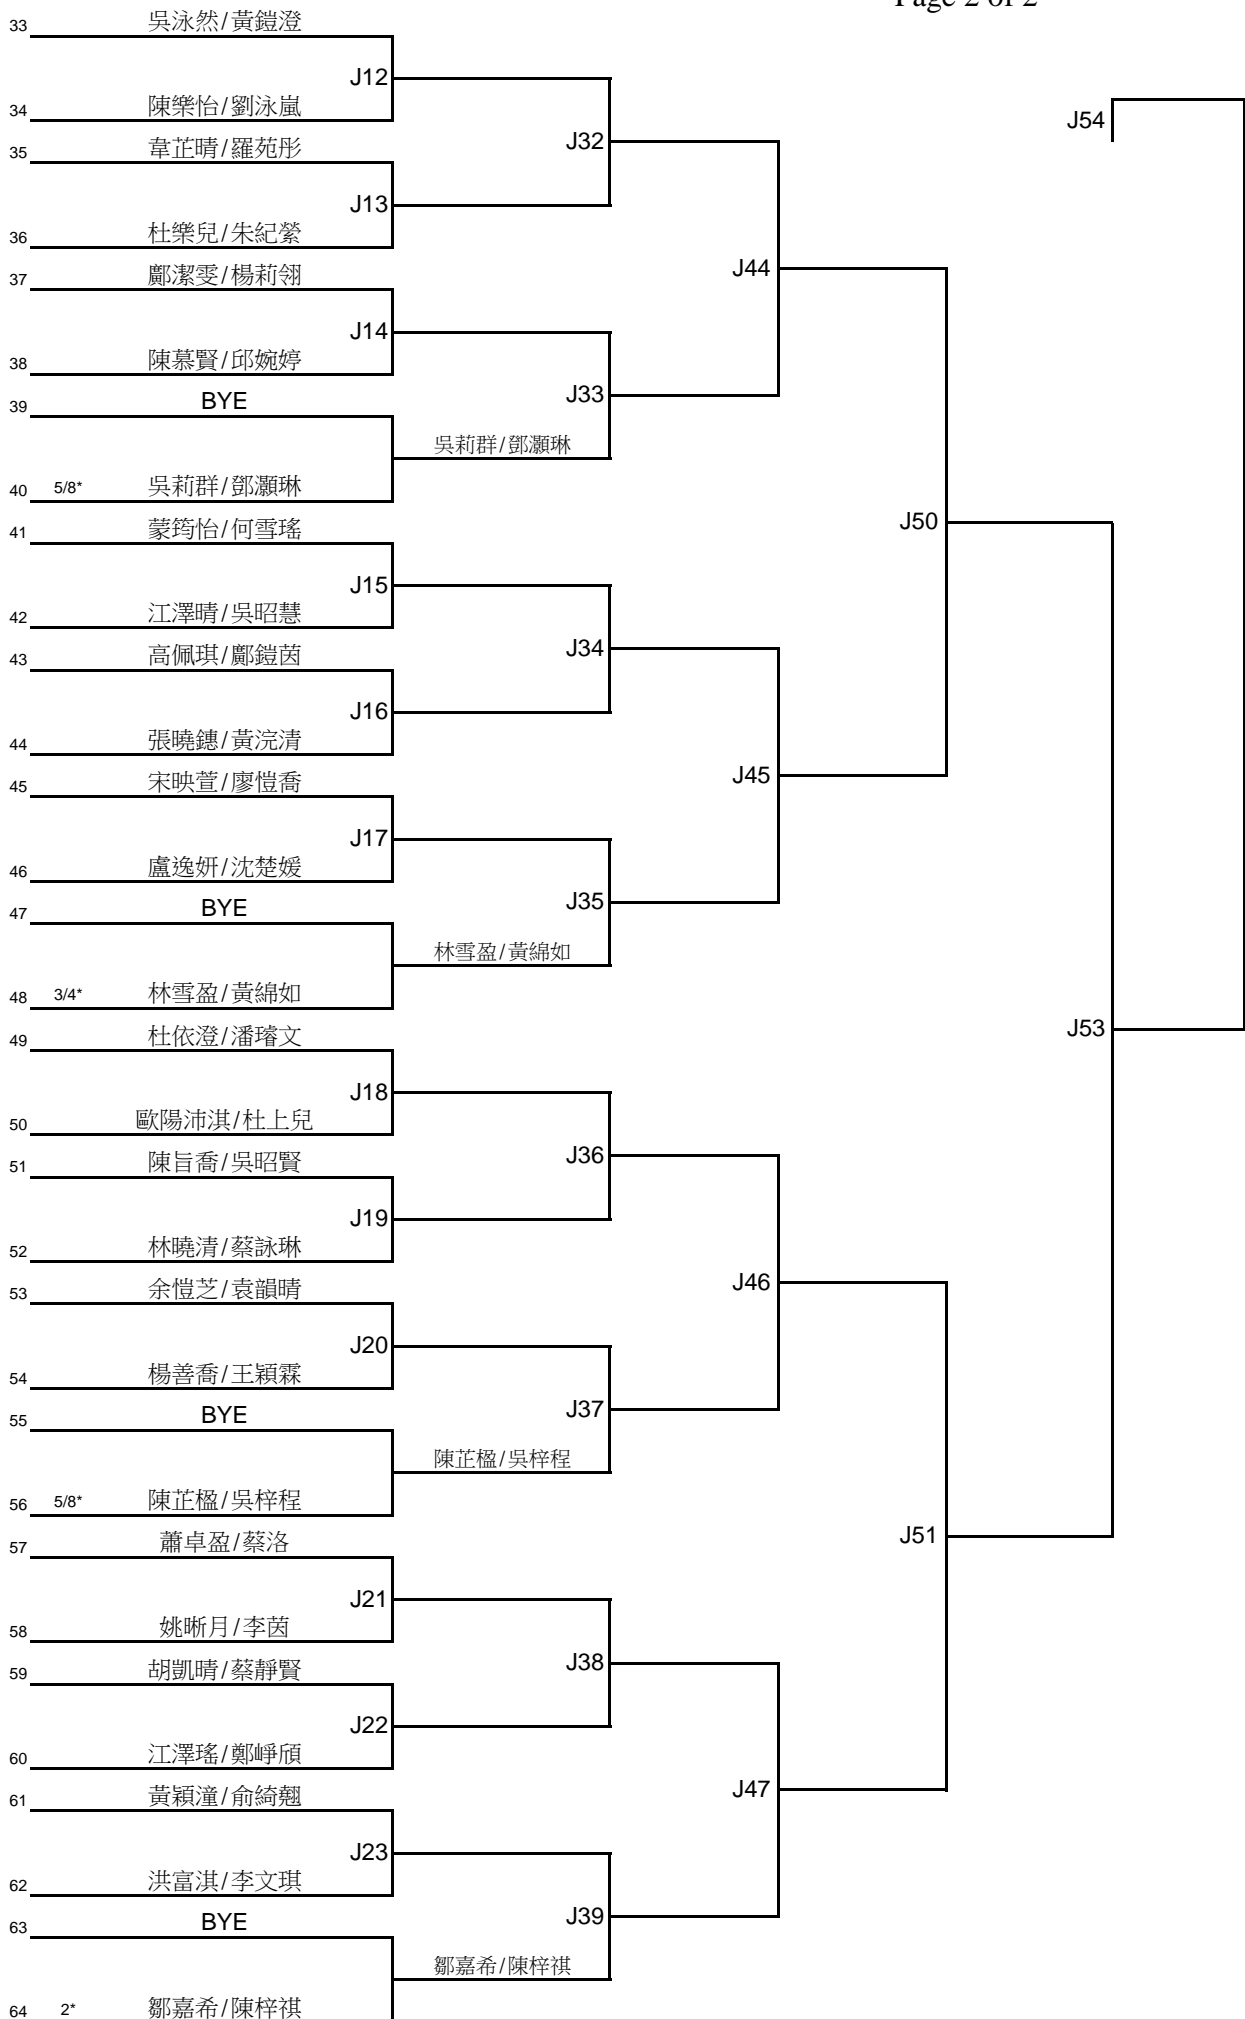 Page 2 of 2
33 吳泳然/黃鎧澄
J12
34 陳樂怡/劉泳嵐
J54
J32
35 韋芷晴/羅苑彤
J13
36 杜樂兒/朱紀縈
J44
37 鄺潔雯/楊莉翎
J14
38 陳慕賢/邱婉婷
J33
39 BYE
吳莉群/鄧灝琳
40 5/8* 吳莉群/鄧灝琳
J50
41 蒙筠怡/何雪瑤
J15
42 江澤晴/吳昭慧
J34
43 高佩琪/鄺鎧茵
J16
44 張曉鏸/黃浣清
J45
45 宋映萱/廖愷喬
J17
46 盧逸妍/沈楚媛
J35
47 BYE
林雪盈/黃綿如
48 3/4* 林雪盈/黃綿如
J53
49 杜依澄/潘璿文
J18
50 歐陽沛淇/杜上兒
J36
51 陳旨喬/吳昭賢
J19
52 林曉清/蔡詠琳
J46
53 余愷芝/袁韻晴
J20
54 楊善喬/王穎霖
J37
55 BYE
陳芷楹/吳梓程
56 5/8* 陳芷楹/吳梓程
J51
57 蕭卓盈/蔡洛
J21
58 姚晰月/李茵
J38
59 胡凱晴/蔡靜賢
J22
60 江澤瑤/鄭崢頎
J47
61 黃穎潼/俞綺翹
J23
62 洪富淇/李文琪
J39
63 BYE
鄒嘉希/陳梓祺
64 2* 鄒嘉希/陳梓祺